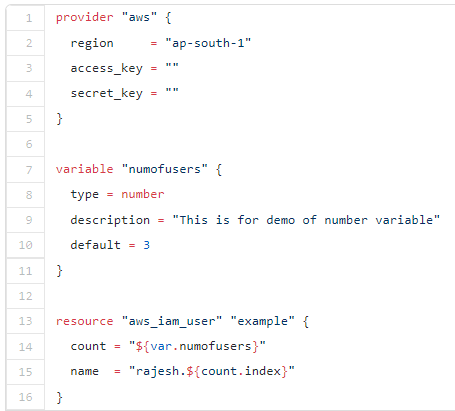 1 provider "aws" {
2   region     = "ap-south-1"
3   access_key = ""
4   secret_key = ""
5 }
6
7 variable "numofusers" {
8   type = number
9   description = "This is for demo of number variable"
10   default = 3
11 }
12
13 resource "aws_iam_user" "example" {
14   count = "${var.numofusers}"
15   name  = "rajesh.${count.index}"
16 }